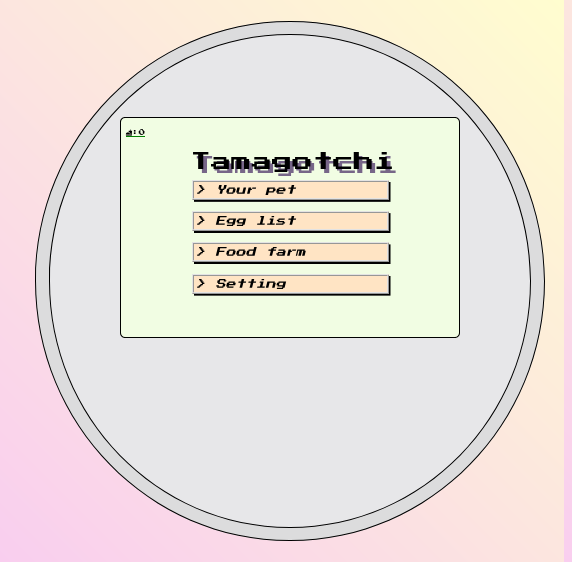 Tamagotchi
> Your pet
> Egg list
> Food farm
> Setting